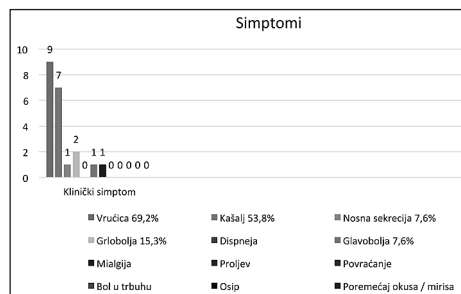 Simptomi
10
9
8
7
6
4
2
2
1
0
1 1
0 0 0 0 0
0
Klinički simptom
Vrućica 69,2%
Kašalj 53,8%
Nosna sekrecija 7,6%
Grlobolja 15,3%
Dispneja
Glavobolja 7,6%
Mialgija
Proljev
Povraćanje
Bol u trbuhu
Osip
Poremećaj okusa / mirisa